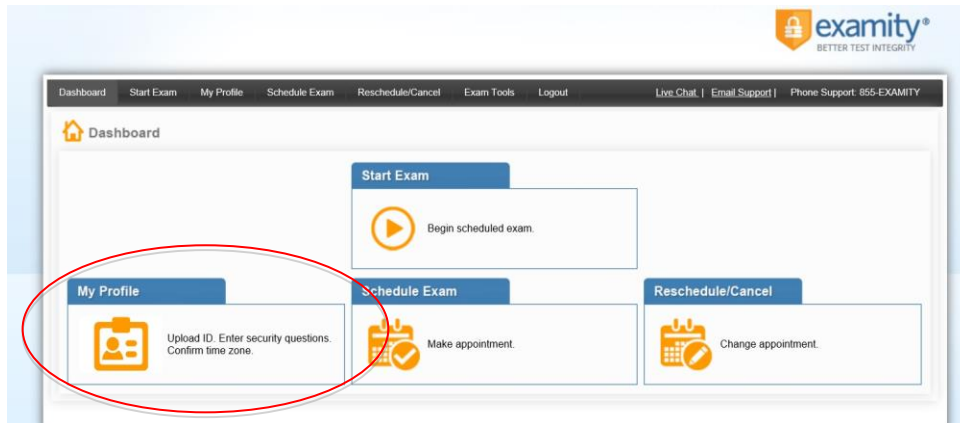 examity®
BETTER TEST INTEGRITY
Dashboard Start Exam My Profile Schedule Exam Reschedule/Cancel Exam Tools Logout Live Chat | Email Support | Phone Support: 855-EXAMITY
Dashboard
Start Exam
Begin scheduled exam.
My Profile
Upload ID. Enter security questions.
Confirm time zone.
Schedule Exam
Make appointment.
Reschedule/Cancel
Change appointment.